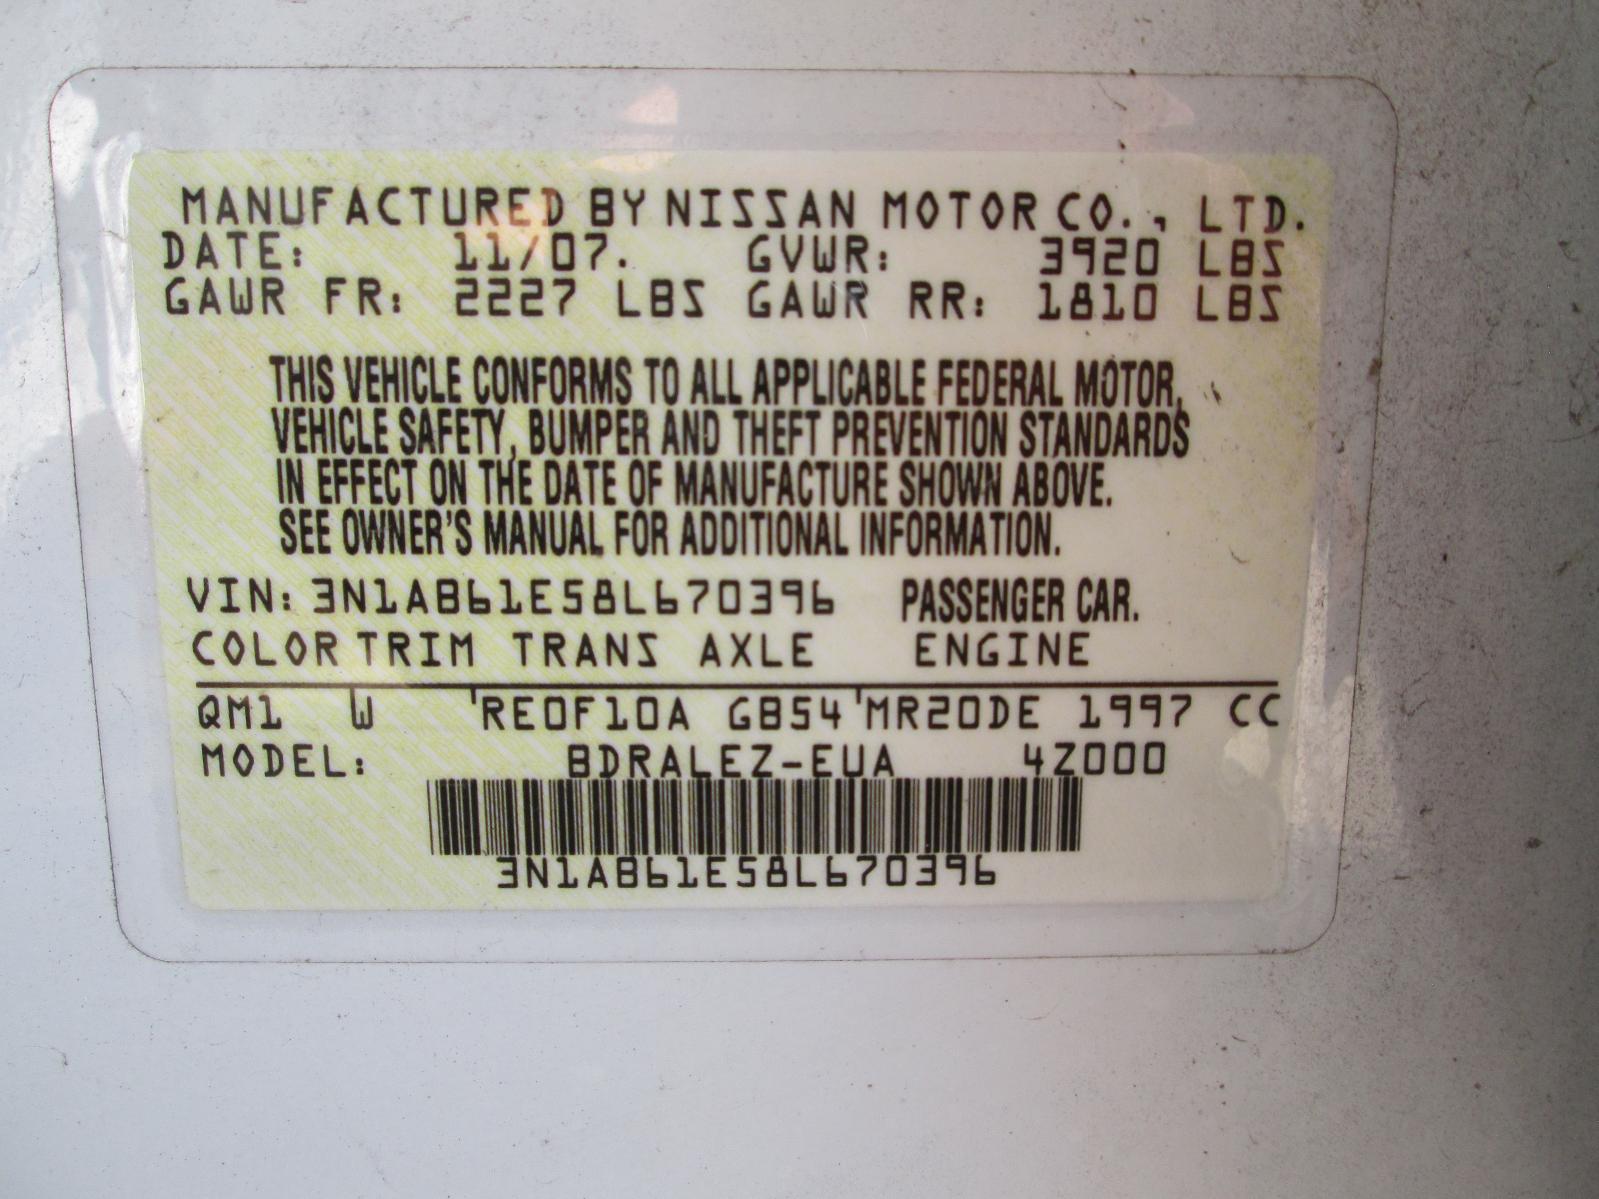 MANUFACTURED BY NISSAN MOTOR CO., LTD.
DATE: 11/07. GVWR: 3920 LBS
GAWR FR: 2227 LBS GAWR RR: 1810 LBS
THIS VEHICLE CONFORMS TO ALL APPLICABLE FEDERAL MOTOR,
VEHICLE SAFETY, BUMPER AND THEFT PREVENTION STANDARDS
IN EFFECT ON THE DATE OF MANUFACTURE SHOWN ABOVE.
SEE OWNER'S MANUAL FOR ADDITIONAL INFORMATION.
VIN: 3N1AB61E58L670396 PASSENGER CAR.
COLOR TRIM TRANS AXLE ENGINE
QM1 W RE0F10A GB54 MR20DE 1997 CC
MODEL: BDRALEZ-EUA 4Z000
3N1AB61E58L670396